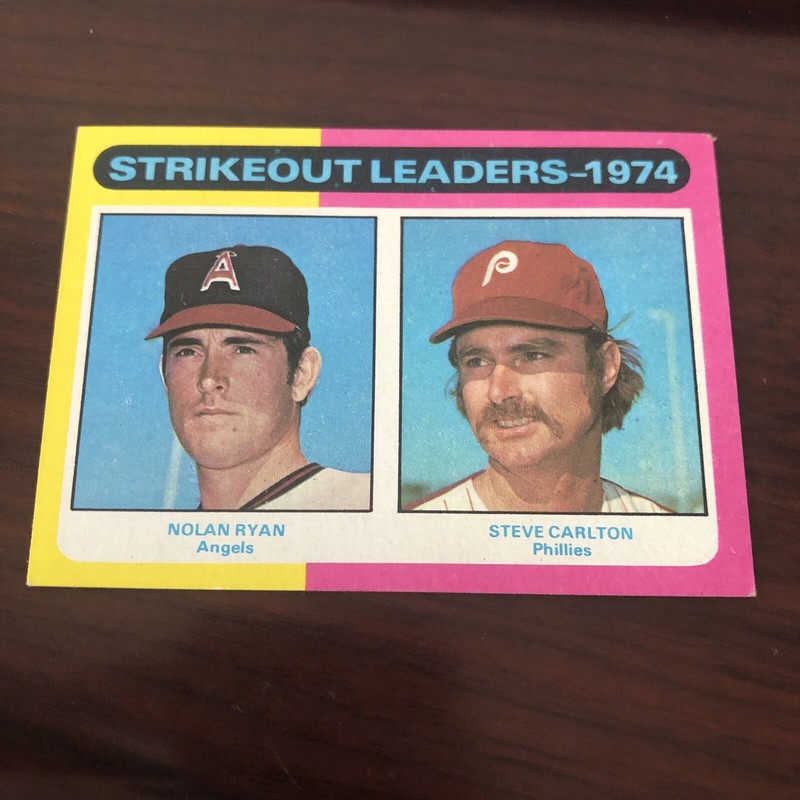 STRIKEOUT LEADERS-1974
A
P
NOLAN RYAN
Angels
STEVE CARLTON
Phillies